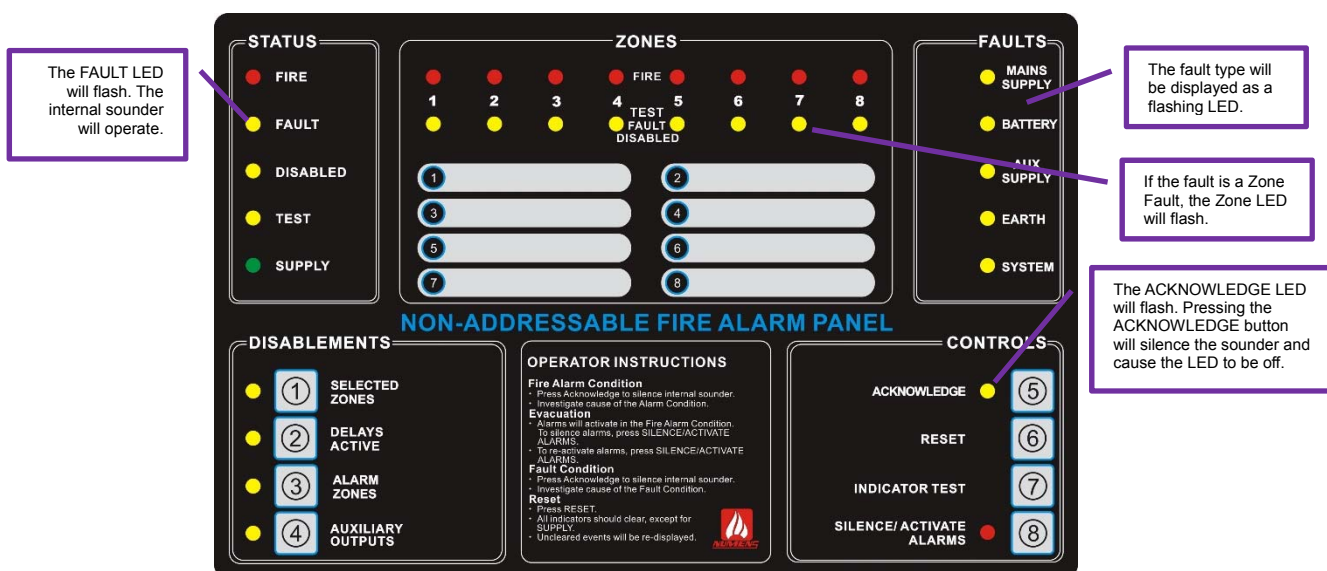 The FAULT LED
will flash. The
internal sounder
will operate.
STATUS
FIRE
FAULT
DISABLED
TEST
SUPPLY
ZONES
FIRE
1 2 3 4 5 6 7 8
TEST
FAULT
DISABLED
1
2
3
4
5
6
7
8
FAULTS
MAINS
SUPPLY
BATTERY
AUX
SUPPLY
EARTH
SYSTEM
The fault type will
be displayed as a
flashing LED.
If the fault is a Zone
Fault, the Zone LED
will flash.
The ACKNOWLEDGE LED
will flash. Pressing the
ACKNOWLEDGE button
will silence the sounder and
cause the LED to be off.
NON-ADDRESSABLE FIRE ALARM PANEL
DISABLEMENTS
1 SELECTED
ZONES
2 DELAYS
ACTIVE
3 ALARM
ZONES
4 AUXILIARY
OUTPUTS
OPERATOR INSTRUCTIONS
Fire Alarm Condition
· Press Acknowledge to silence internal sounder.
· Investigate cause of the Alarm Condition.
Evacuation
· Alarms will activate in the Fire Alarm Condition.
To silence alarms, press SILENCE/ACTIVATE
ALARMS.
· To re-activate alarms, press SILENCE/ACTIVATE
ALARMS.
Fault Condition
· Press Acknowledge to silence internal sounder.
· Investigate cause of the Fault Condition.
Reset
· Press RESET.
· All indicators should clear, except for
SUPPLY.
· Uncleared events will be re-displayed.
NUMENS
CONTROLS
ACKNOWLEDGE 5
RESET 6
INDICATOR TEST 7
SILENCE/ ACTIVATE
ALARMS 8